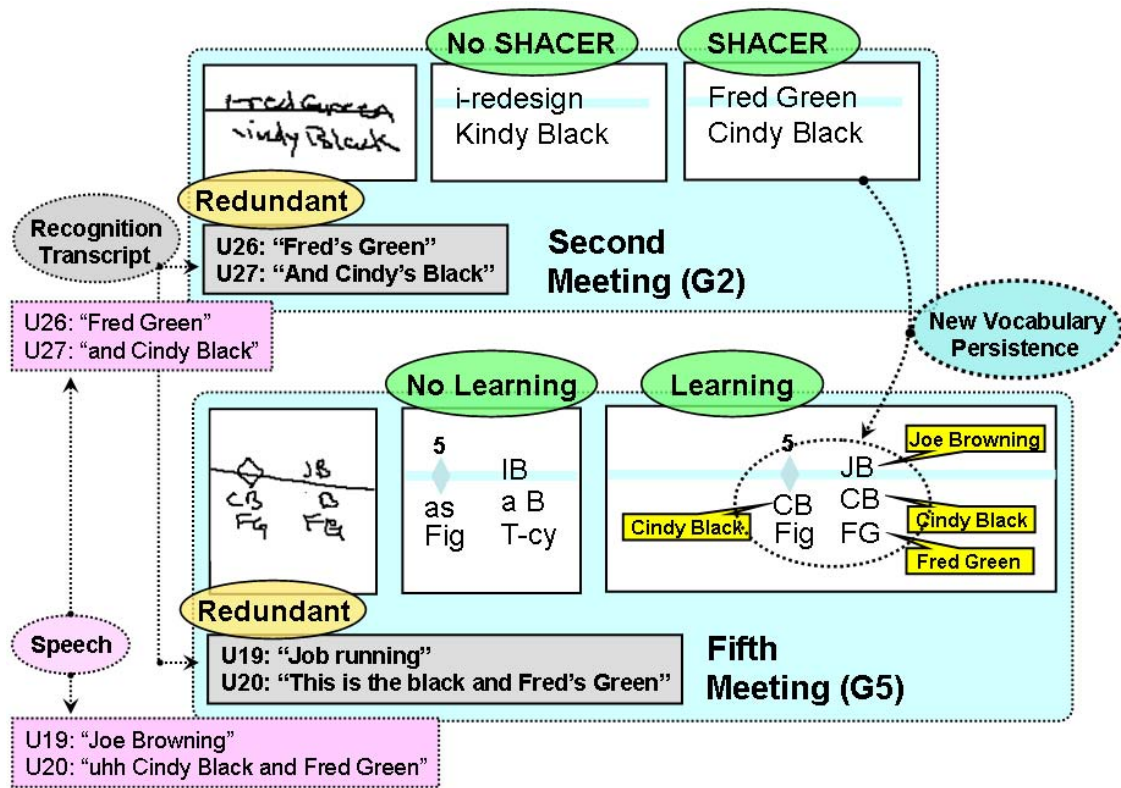 No SHACER
SHACER
Fred Green
Cindy Black
i-redesign
Kindy Black
Fred Green
Cindy Black
Redundant
Recognition
Transcript
U26: “Fred’s Green”
U27: “And Cindy’s Black”
Second
Meeting (G2)
U26: “Fred Green”
U27: “and Cindy Black”
New Vocabulary
Persistence
No Learning
Learning
JB
CB
B
FG
FG
5
IB
as
a B
Fig
T-cy
5
JB
Joe Browning
CB
CB
Cindy Black
Cindy Black
Fig
FG
Fred Green
Redundant
U19: “Job running”
U20: “This is the black and Fred’s Green”
Fifth
Meeting (G5)
Speech
U19: “Joe Browning”
U20: “uhh Cindy Black and Fred Green”